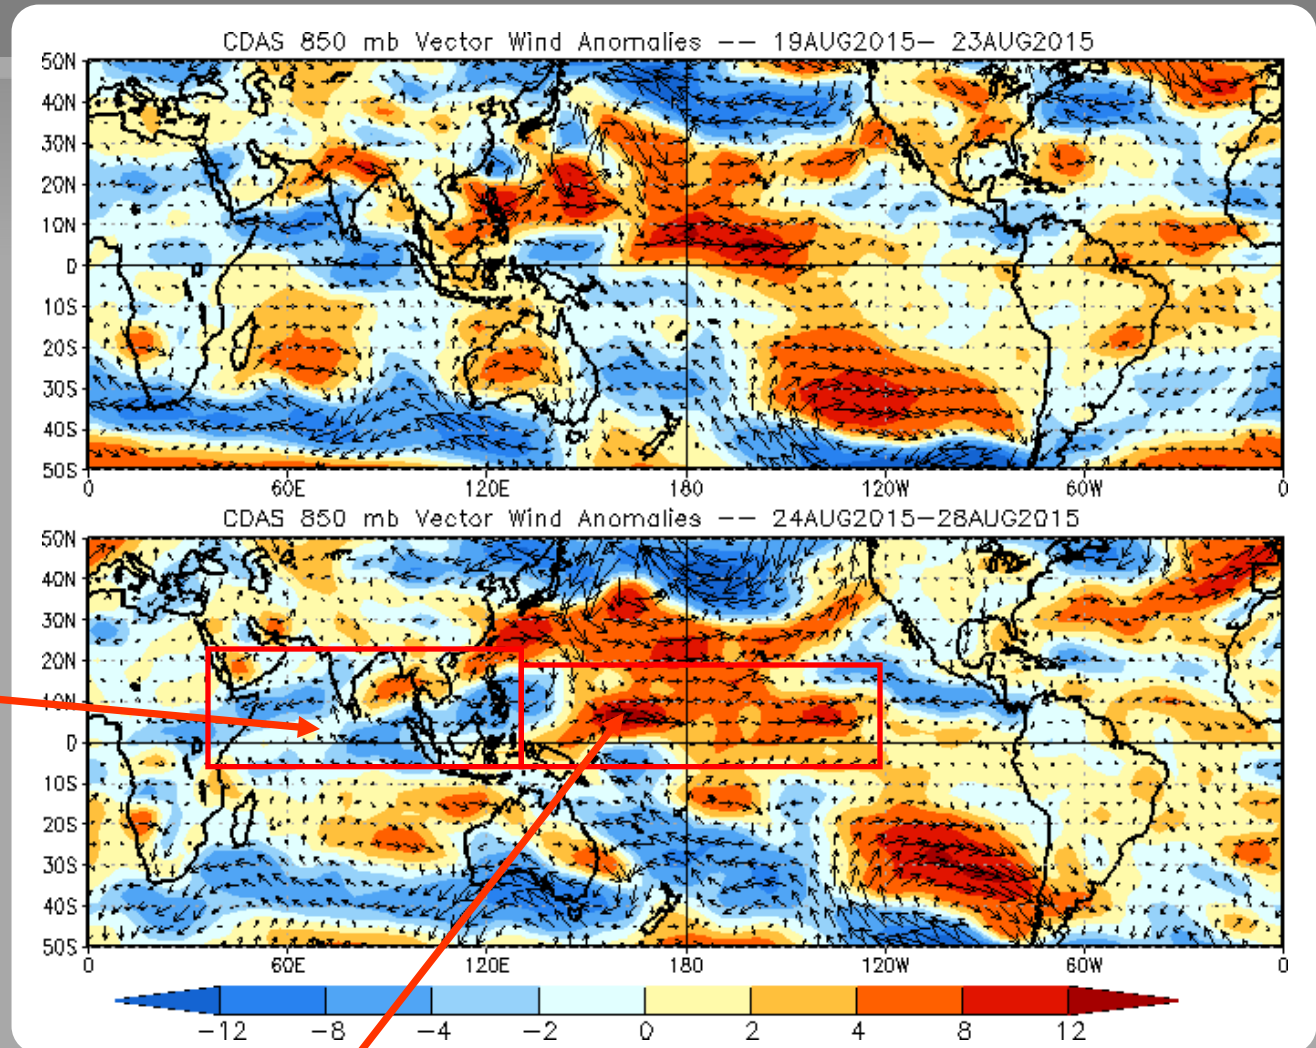 CDAS 850 mb Vector Wind Anomalies -- 19AUG2015- 23AUG2015
50N
40N
30N
20N
10N
0
10S
20S
30S
40S
50S
0 60E 120E 180 120W 60W 0
CDAS 850 mb Vector Wind Anomalies -- 24AUG2015-28AUG2015
50N
40N
30N
20N
10N
0
10S
20S
30S
40S
50S
0 60E 120E 180 120W 60W 0
-12 -8 -4 -2 0 2 4 8 12